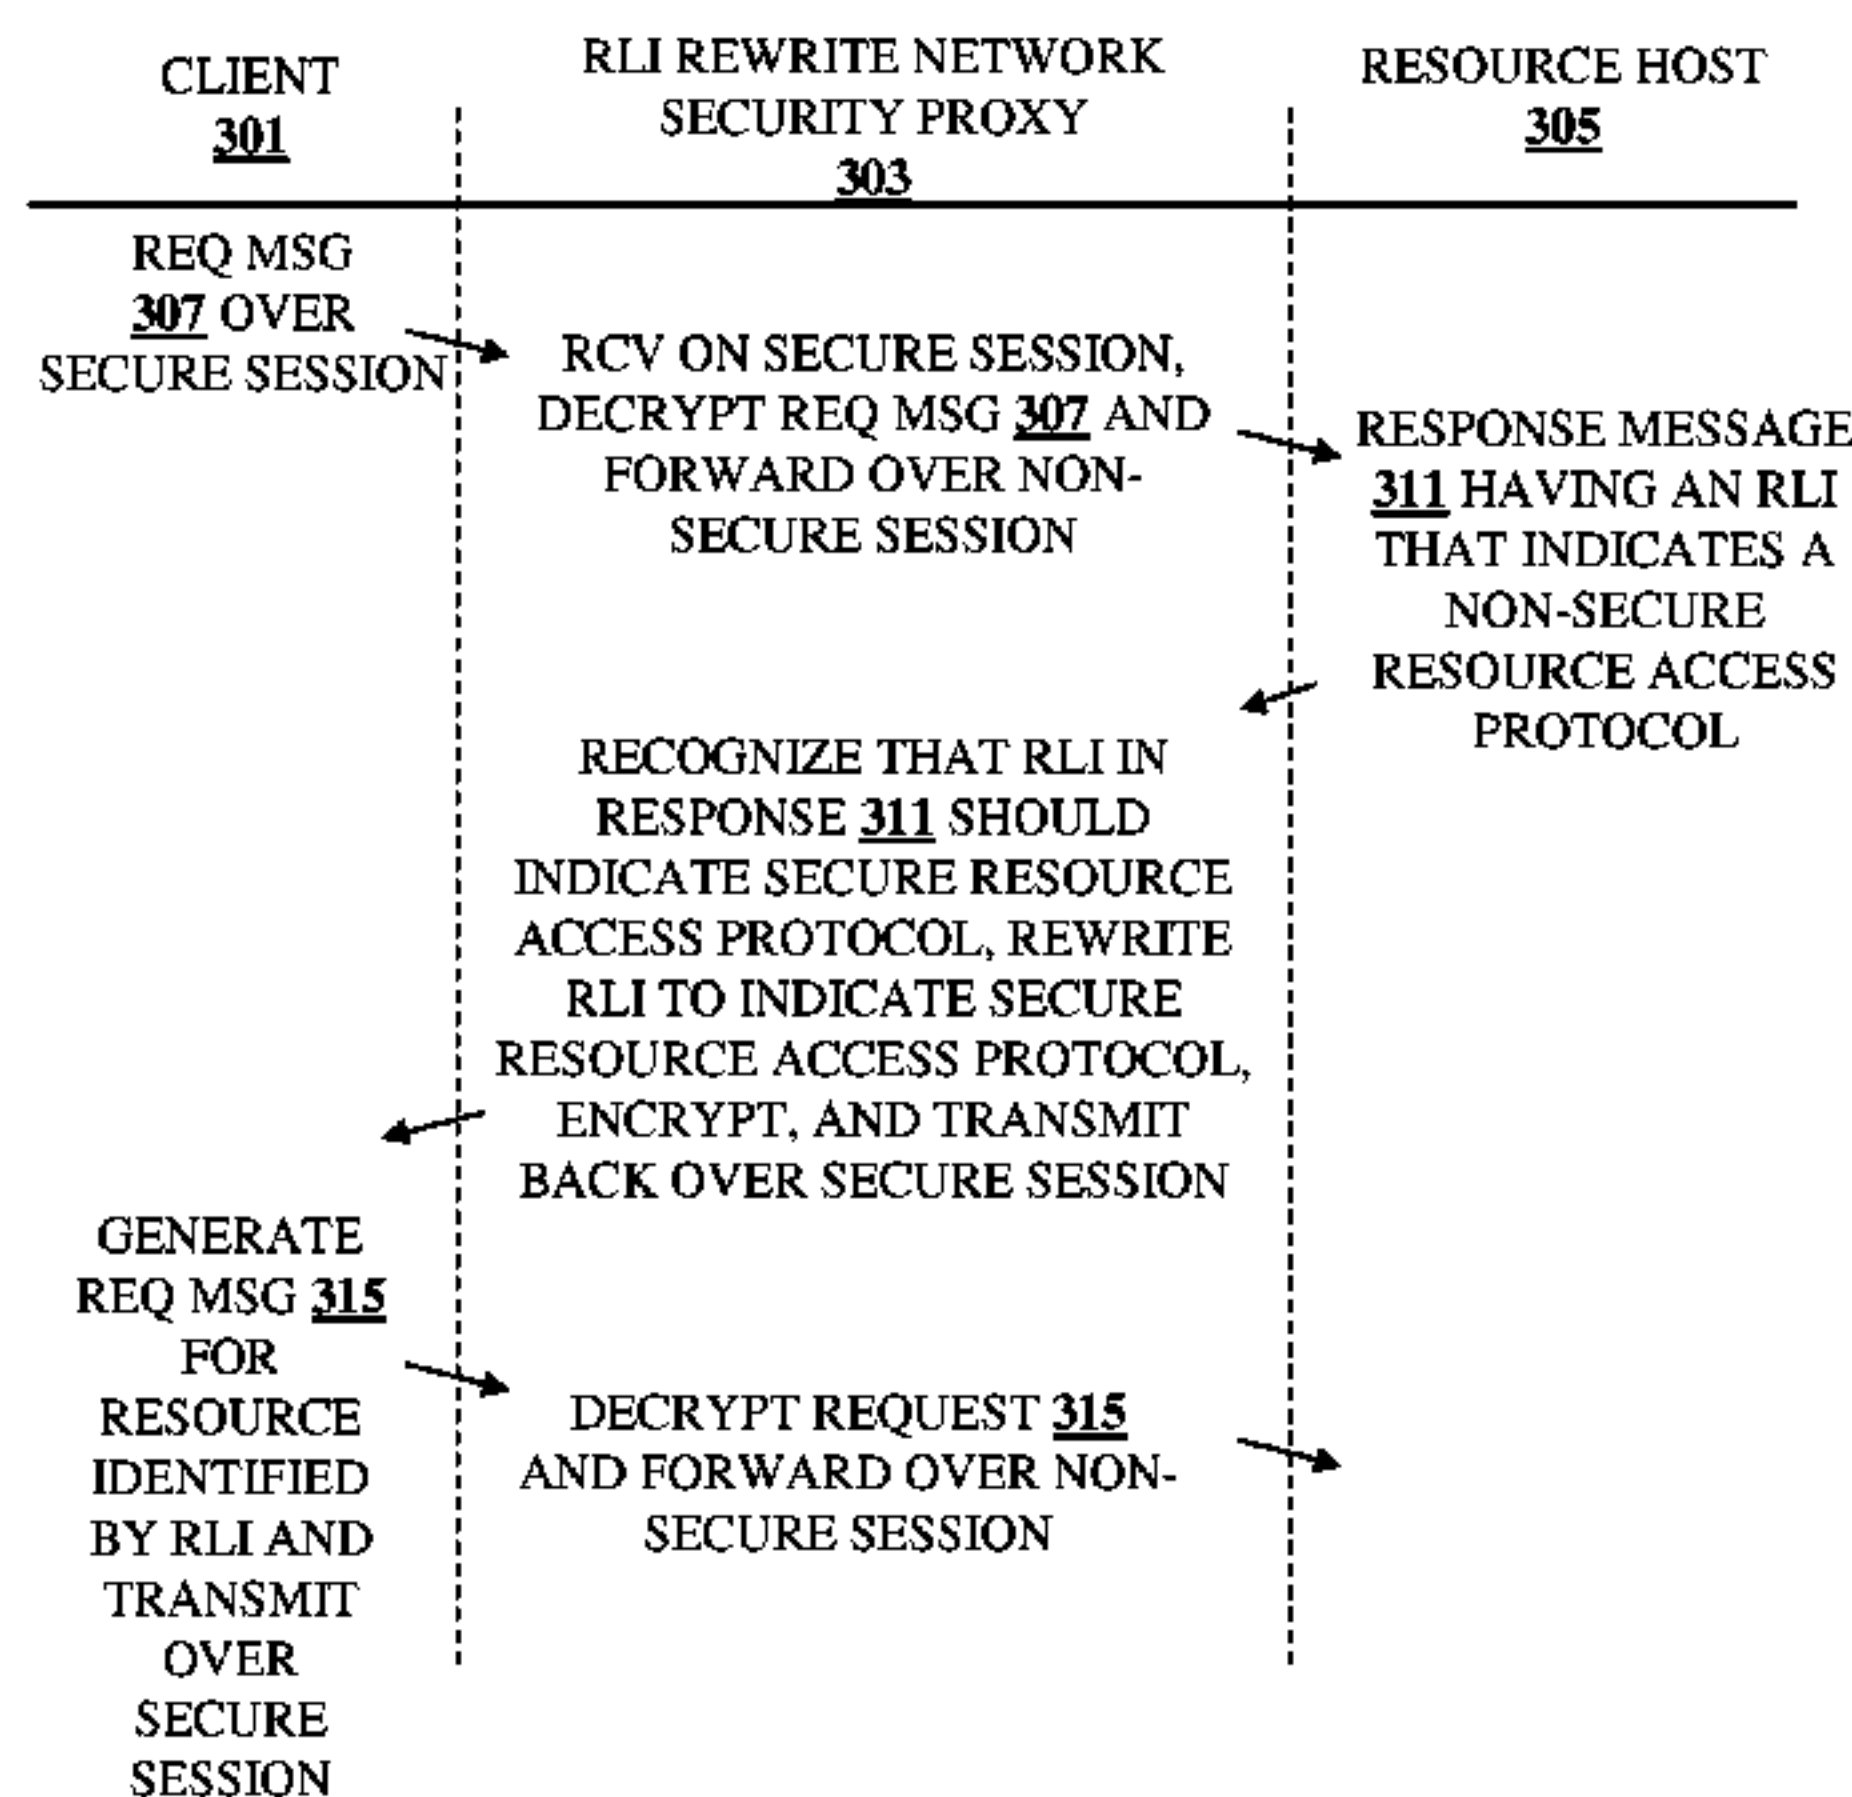 CLIENT
301
RLI REWRITE NETWORK
SECURITY PROXY
303
RESOURCE HOST
305
REQ MSG
307 OVER
SECURE SESSION
RCV ON SECURE SESSION,
DECRYPT REQ MSG 307 AND
FORWARD OVER NON-
SECURE SESSION
RESPONSE MESSAGE
311 HAVING AN RLI
THAT INDICATES A
NON-SECURE
RESOURCE ACCESS
PROTOCOL
RECOGNIZE THAT RLI IN
RESPONSE 311 SHOULD
INDICATE SECURE RESOURCE
ACCESS PROTOCOL, REWRITE
RLI TO INDICATE SECURE
RESOURCE ACCESS PROTOCOL,
ENCRYPT, AND TRANSMIT
BACK OVER SECURE SESSION
GENERATE
REQ MSG 315
FOR
RESOURCE
IDENTIFIED
BY RLI AND
TRANSMIT
OVER
SECURE
SESSION
DECRYPT REQUEST 315
AND FORWARD OVER NON-
SECURE SESSION